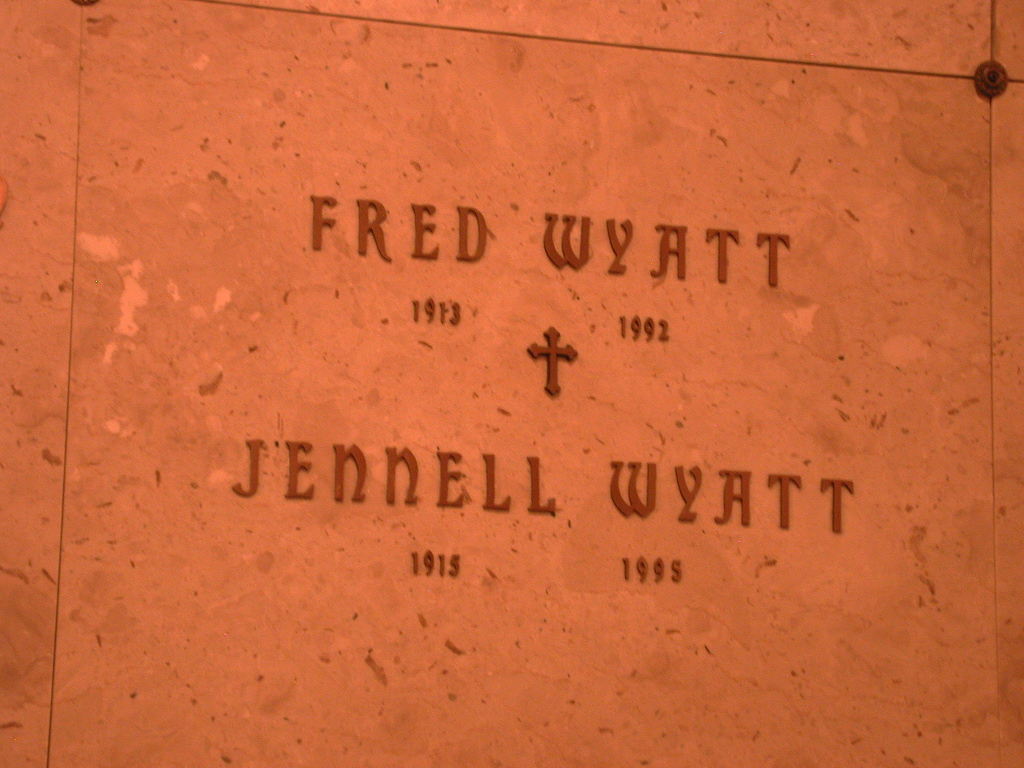 FRED WYATT
1913 1992
JENNELL WYATT
1915 1995